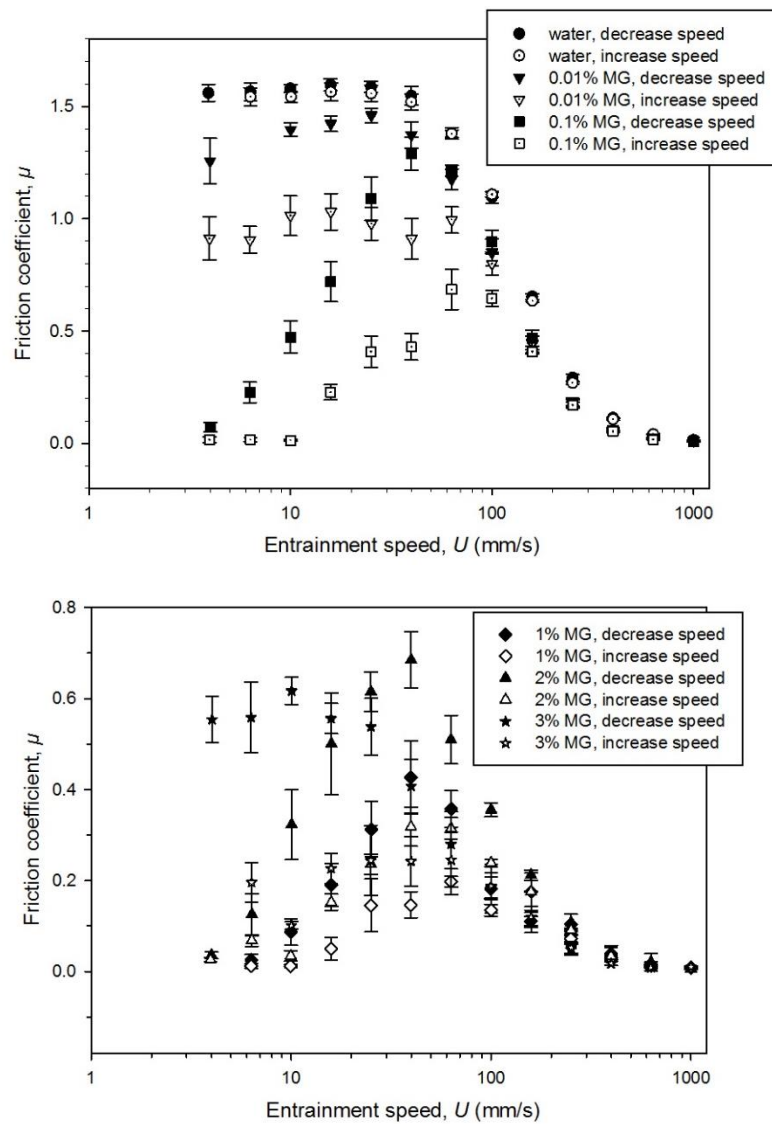 water, decrease speed
water, increase speed
0.01% MG, decrease speed
0.01% MG, increase speed
0.1% MG, decrease speed
0.1% MG, increase speed
Friction coefficient, μ
1.5
1.0
0.5
0.0
1 10 100 1000
Entrainment speed, U (mm/s)
1% MG, decrease speed
1% MG, increase speed
2% MG, decrease speed
2% MG, increase speed
3% MG, decrease speed
3% MG, increase speed
Friction coefficient, μ
0.8
0.6
0.4
0.2
0.0
1 10 100 1000
Entrainment speed, U (mm/s)